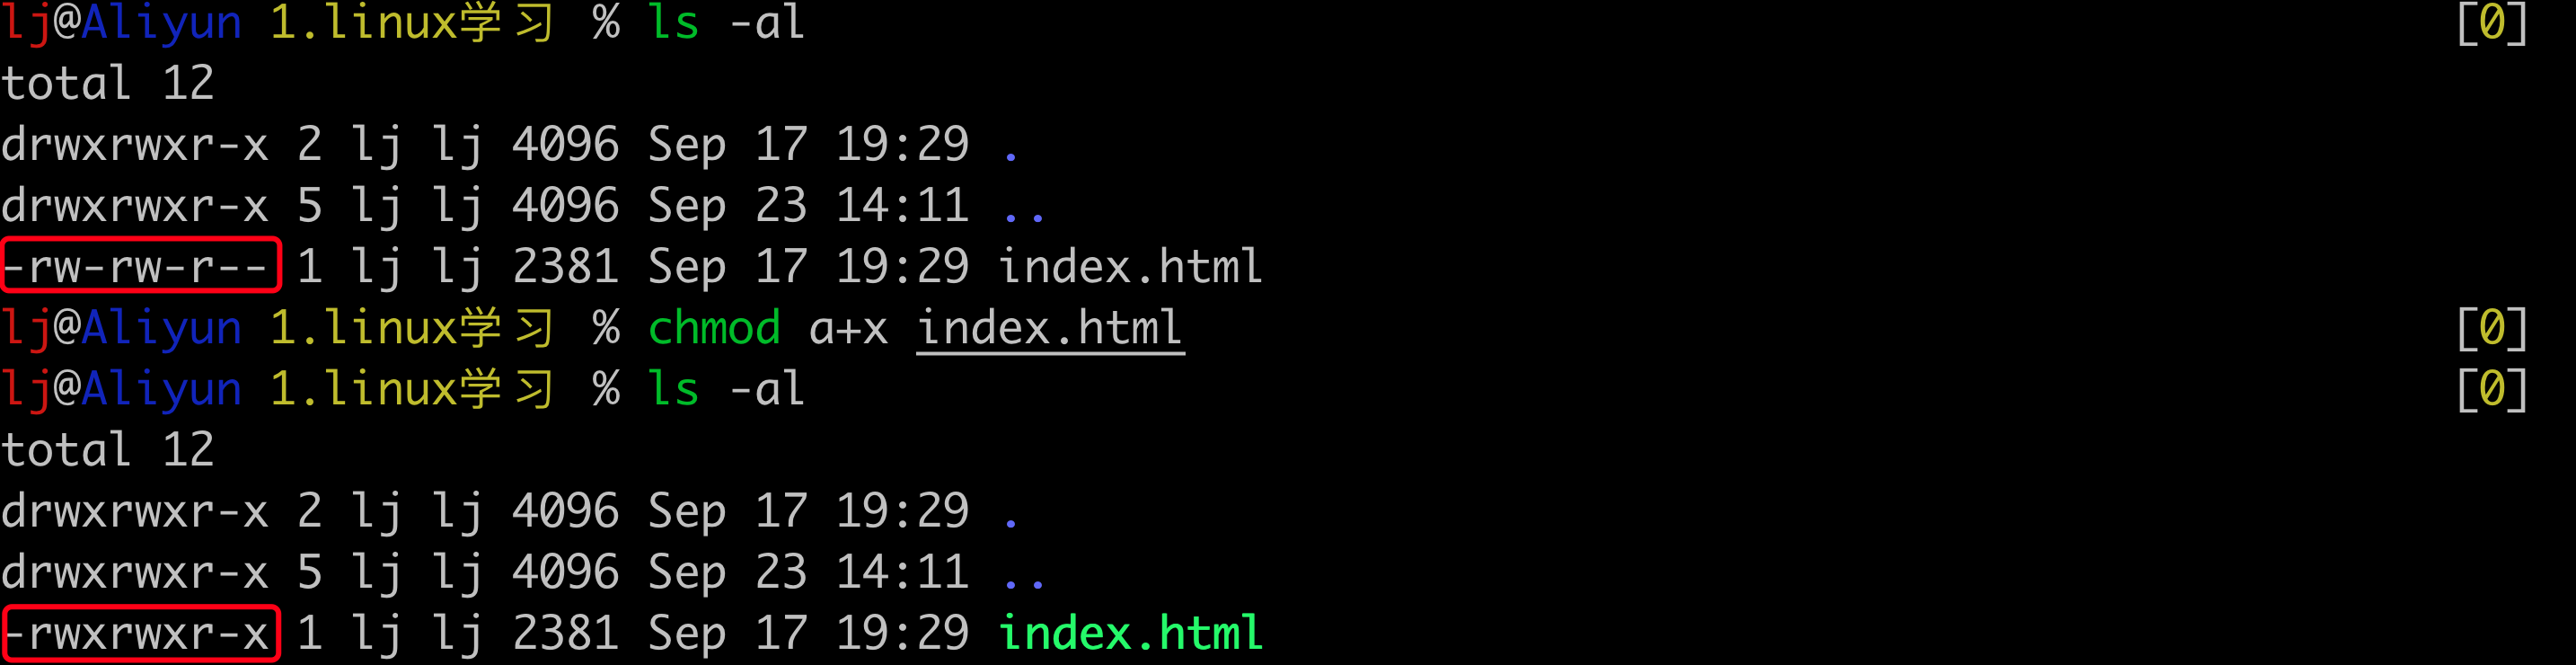 lj@Aliyun 1.linux学习 % ls -al [0]
total 12
drwxrwxr-x 2 lj lj 4096 Sep 17 19:29 .
drwxrwxr-x 5 lj lj 4096 Sep 23 14:11 ..
-rw-rw-r-- 1 lj lj 2381 Sep 17 19:29 index.html
lj@Aliyun 1.linux学习 % chmod a+x index.html [0]
lj@Aliyun 1.linux学习 % ls -al [0]
total 12
drwxrwxr-x 2 lj lj 4096 Sep 17 19:29 .
drwxrwxr-x 5 lj lj 4096 Sep 23 14:11 ..
-rwxrwxr-x 1 lj lj 2381 Sep 17 19:29 index.html